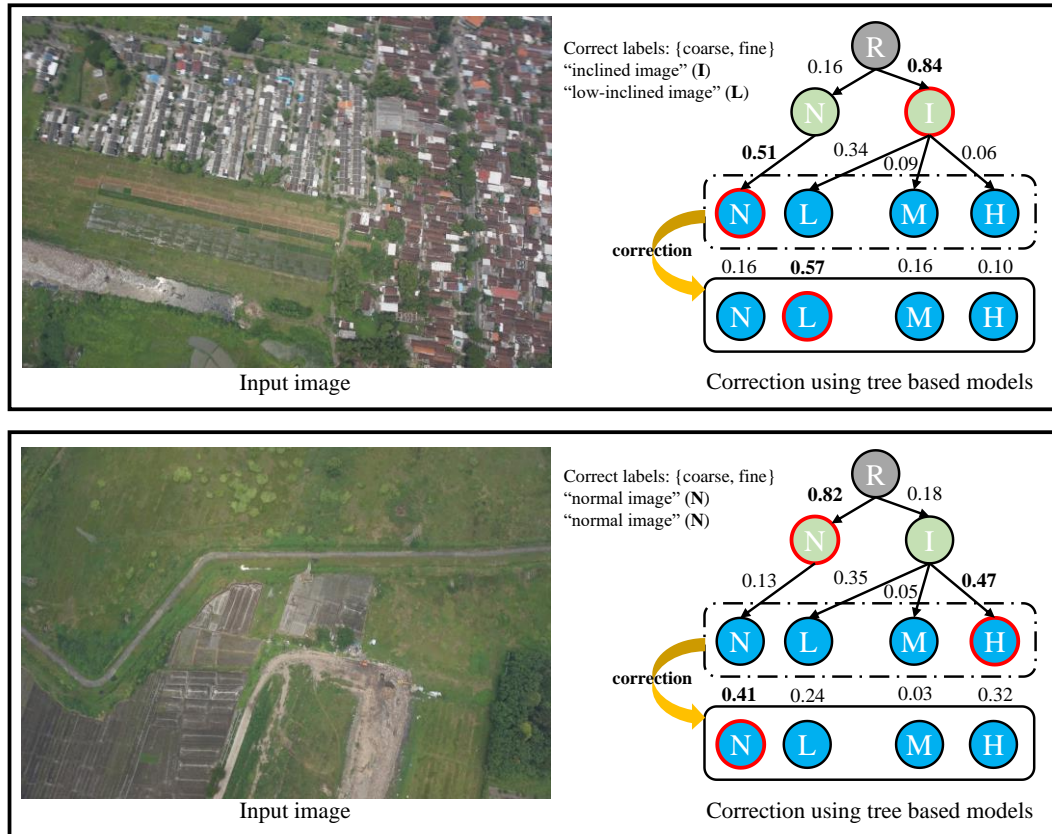 Correct labels: {coarse, fine}
“inclined image” (I)
“low-inclined image” (L)
R
0.16
0.84
N
I
0.51
0.34
0.09
0.06
N
L
M
H
correction
0.16
0.57
0.16
0.10
N
L
M
H
Input image
Correction using tree based models
Correct labels: {coarse, fine}
“normal image” (N)
“normal image” (N)
R
0.82
0.18
N
I
0.13
0.35
0.05
0.47
N
L
M
H
correction
0.41
0.24
0.03
0.32
N
L
M
H
Input image
Correction using tree based models